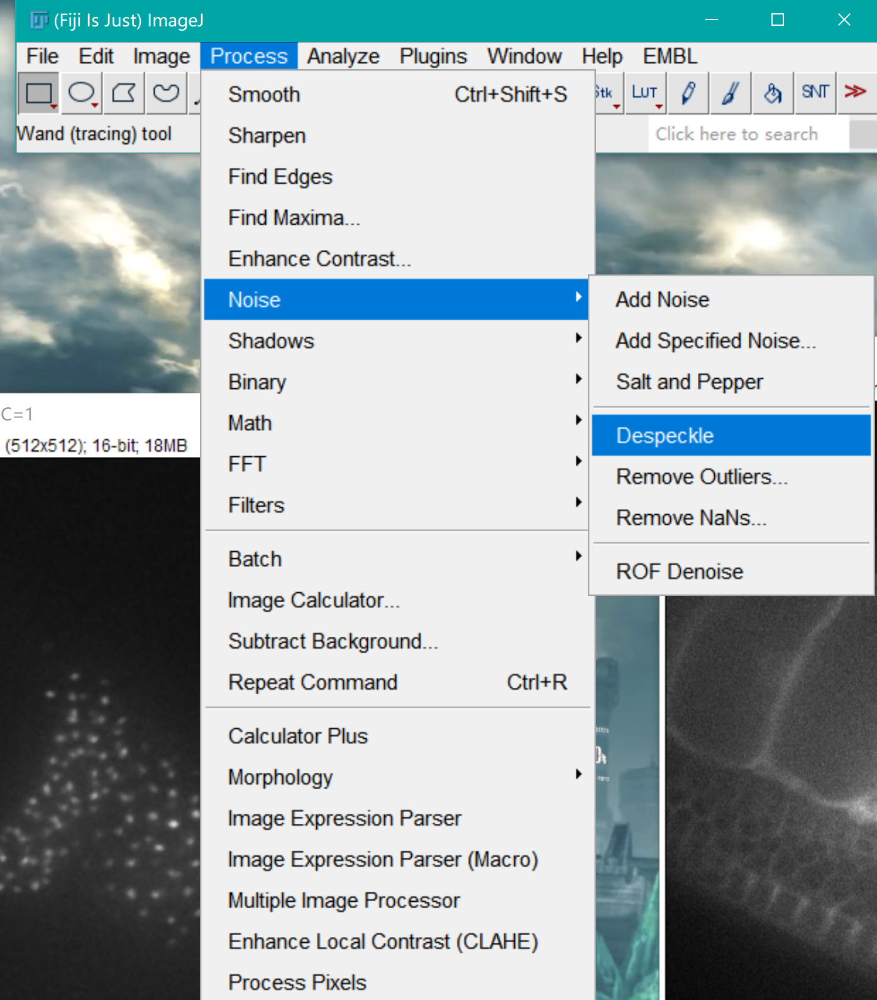 (Fiji Is Just) ImageJ
File Edit Image Process Analyze Plugins Window Help EMBL
Stk LUT SNT >>
Wand (tracing) tool
Click here to search
Smooth Ctrl+Shift+S
Sharpen
Find Edges
Find Maxima...
Enhance Contrast...
Noise
Shadows
Binary
Math
FFT
Filters
Batch
Image Calculator...
Subtract Background...
Repeat Command Ctrl+R
Calculator Plus
Morphology
Image Expression Parser
Image Expression Parser (Macro)
Multiple Image Processor
Enhance Local Contrast (CLAHE)
Process Pixels
Add Noise
Add Specified Noise...
Salt and Pepper
Despeckle
Remove Outliers...
Remove NaNs...
ROF Denoise
C=1
(512x512); 16-bit; 18MB